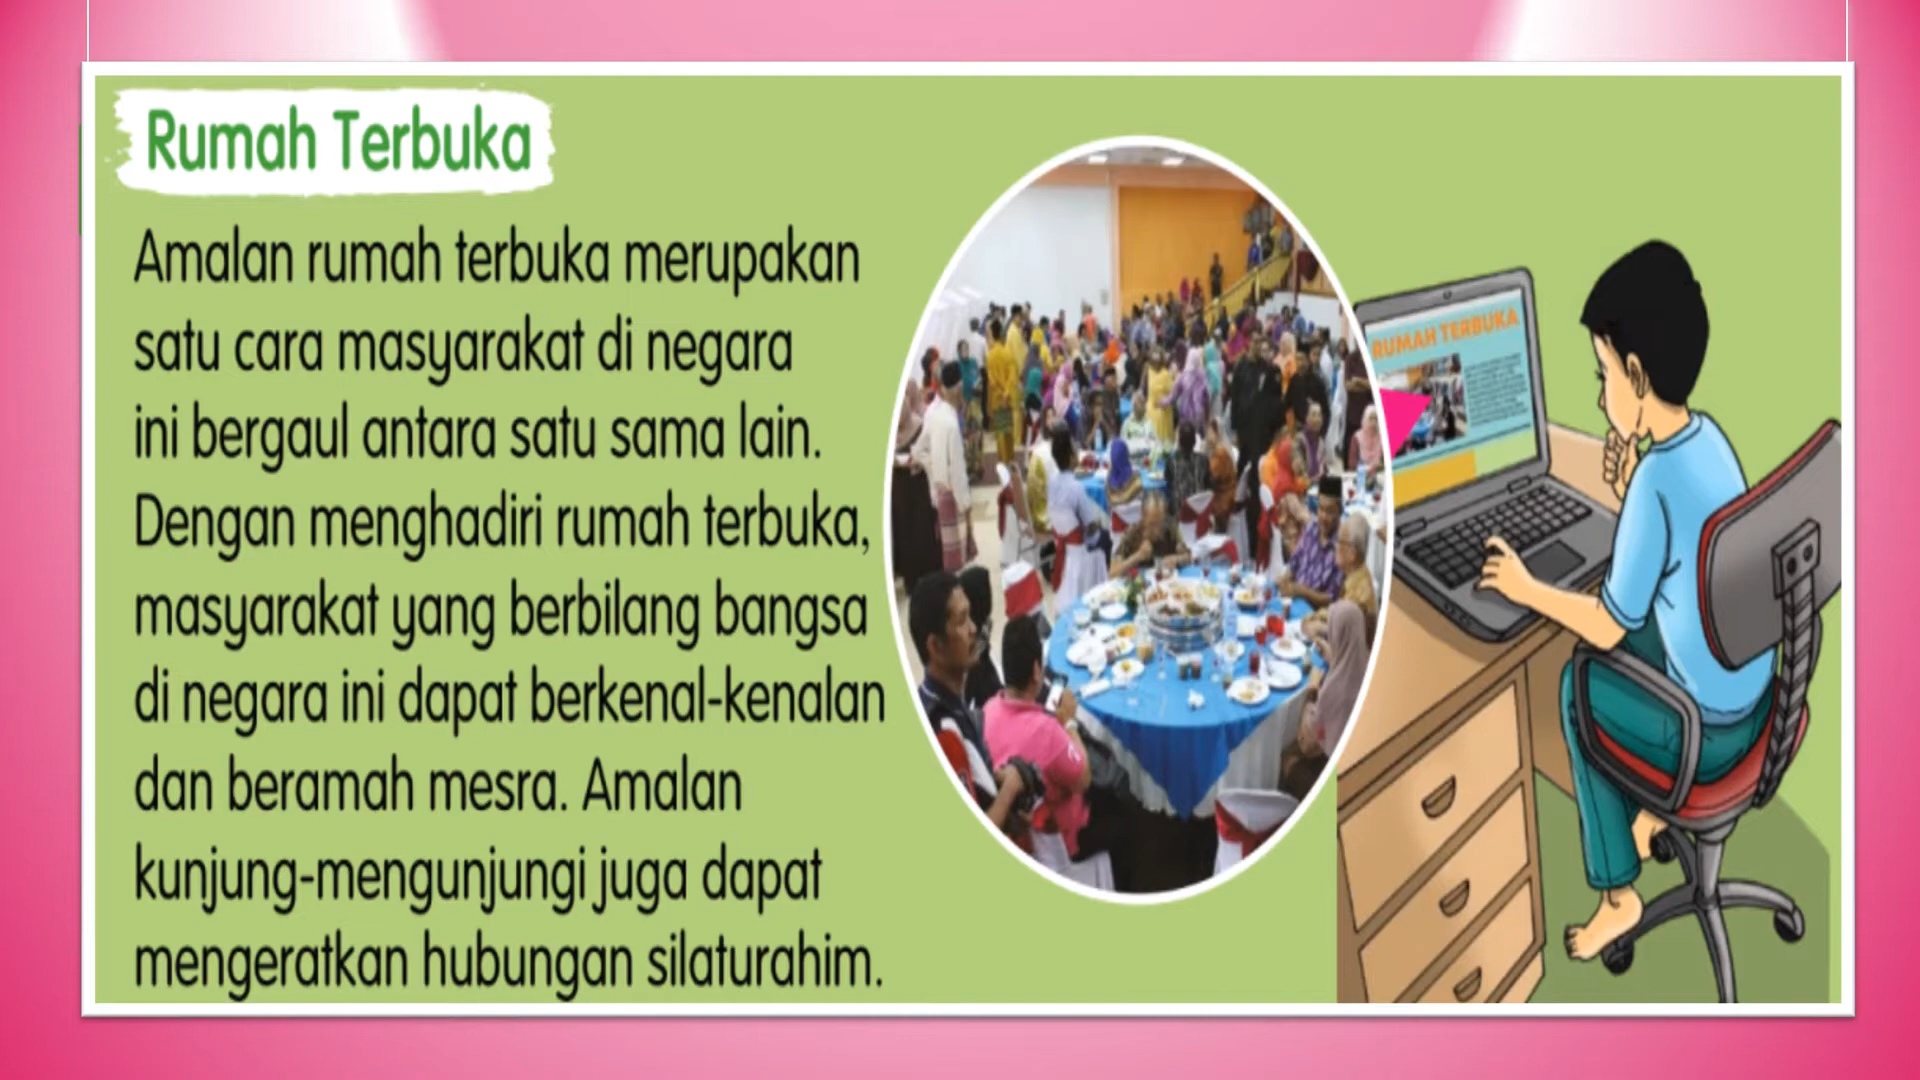 Rumah Terbuka
Amalan rumah terbuka merupakan
satu cara masyarakat di negara
ini bergaul antara satu sama lain.
Dengan menghadiri rumah terbuka,
masyarakat yang berbilang bangsa
di negara ini dapat berkenal-kenalan
dan beramah mesra. Amalan
kunjung-mengunjungi juga dapat
mengeratkan hubungan silaturahim.
RUMAH TERBUKA